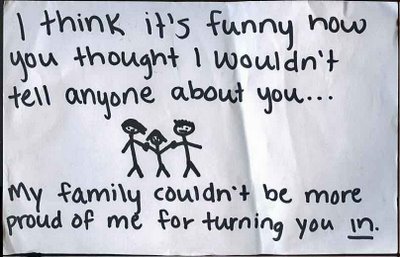 I think it's funny how
you thought I wouldn't
tell anyone about you...
My family couldn't be more
proud of me for turning you in.